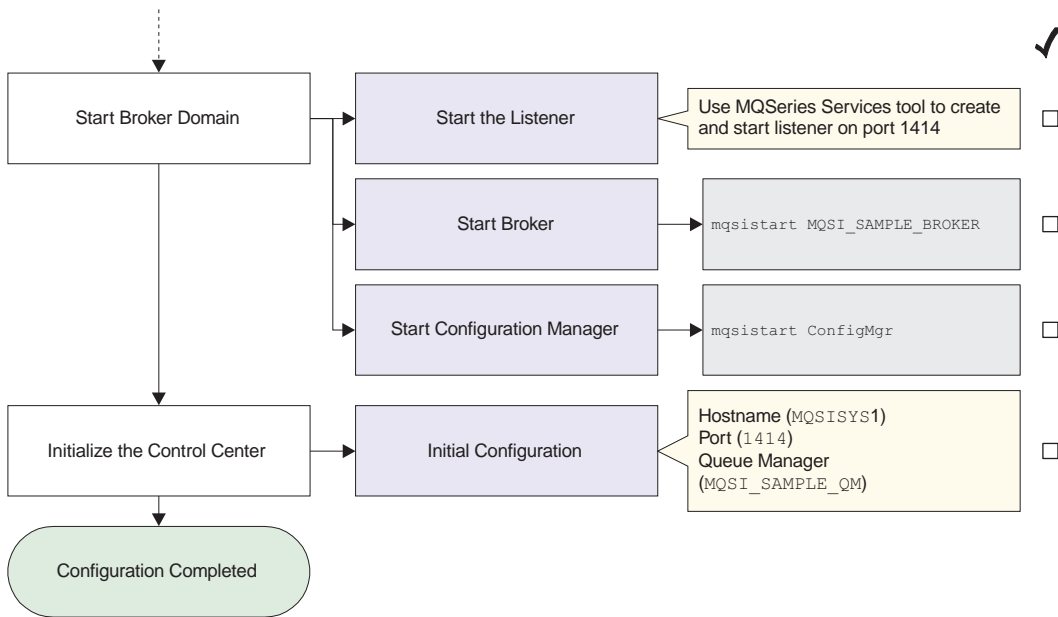 Start Broker Domain
Start the Listener
Use MQSeries Services tool to create
and start listener on port 1414
Start Broker
mqsistart MQSI_SAMPLE_BROKER
Start Configuration Manager
mqsistart ConfigMgr
Initialize the Control Center
Initial Configuration
Hostname (MQSISYS1)
Port (1414)
Queue Manager
(MQSI_SAMPLE_QM)
Configuration Completed